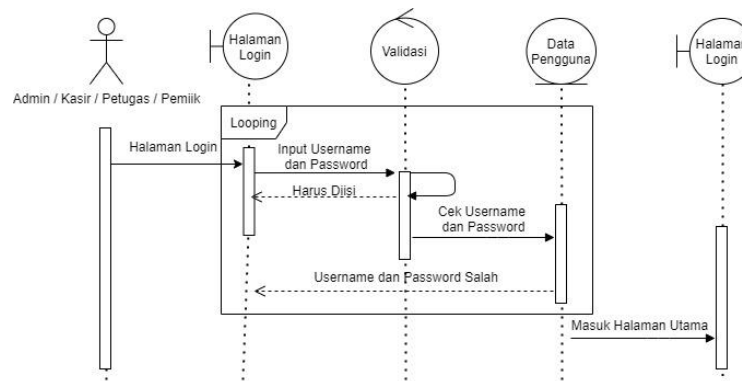 Halaman
Login
Validasi
Data
Pengguna
Halaman
Login
Admin / Kasir / Petugas / Pemiik
Looping
Halaman Login
Input Username
dan Password
Harus Diisi
Cek Username
dan Password
Username dan Password Salah
Masuk Halaman Utama